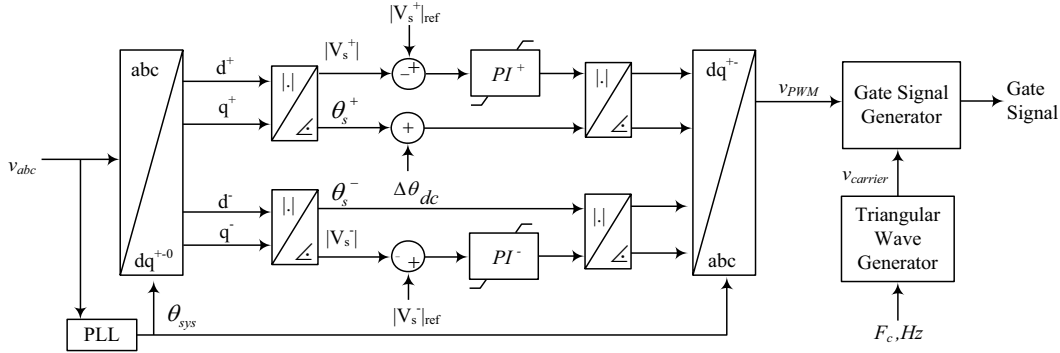 |V_s^+|_ref
abc
d^+
|.|
|V_s^+|
- +
PI^+
|.|
dq^+-
v_PWM
Gate Signal
Generator
Gate
Signal
q^+
θ_s^+
+
v_abc
Δθ_dc
v_carrier
d^-
|.|
θ_s^-
|.|
Triangular
Wave
Generator
q^-
|V_s^-|
- +
PI^-
dq^+-0
abc
θ_sys
|V_s^-|_ref
PLL
F_c,Hz